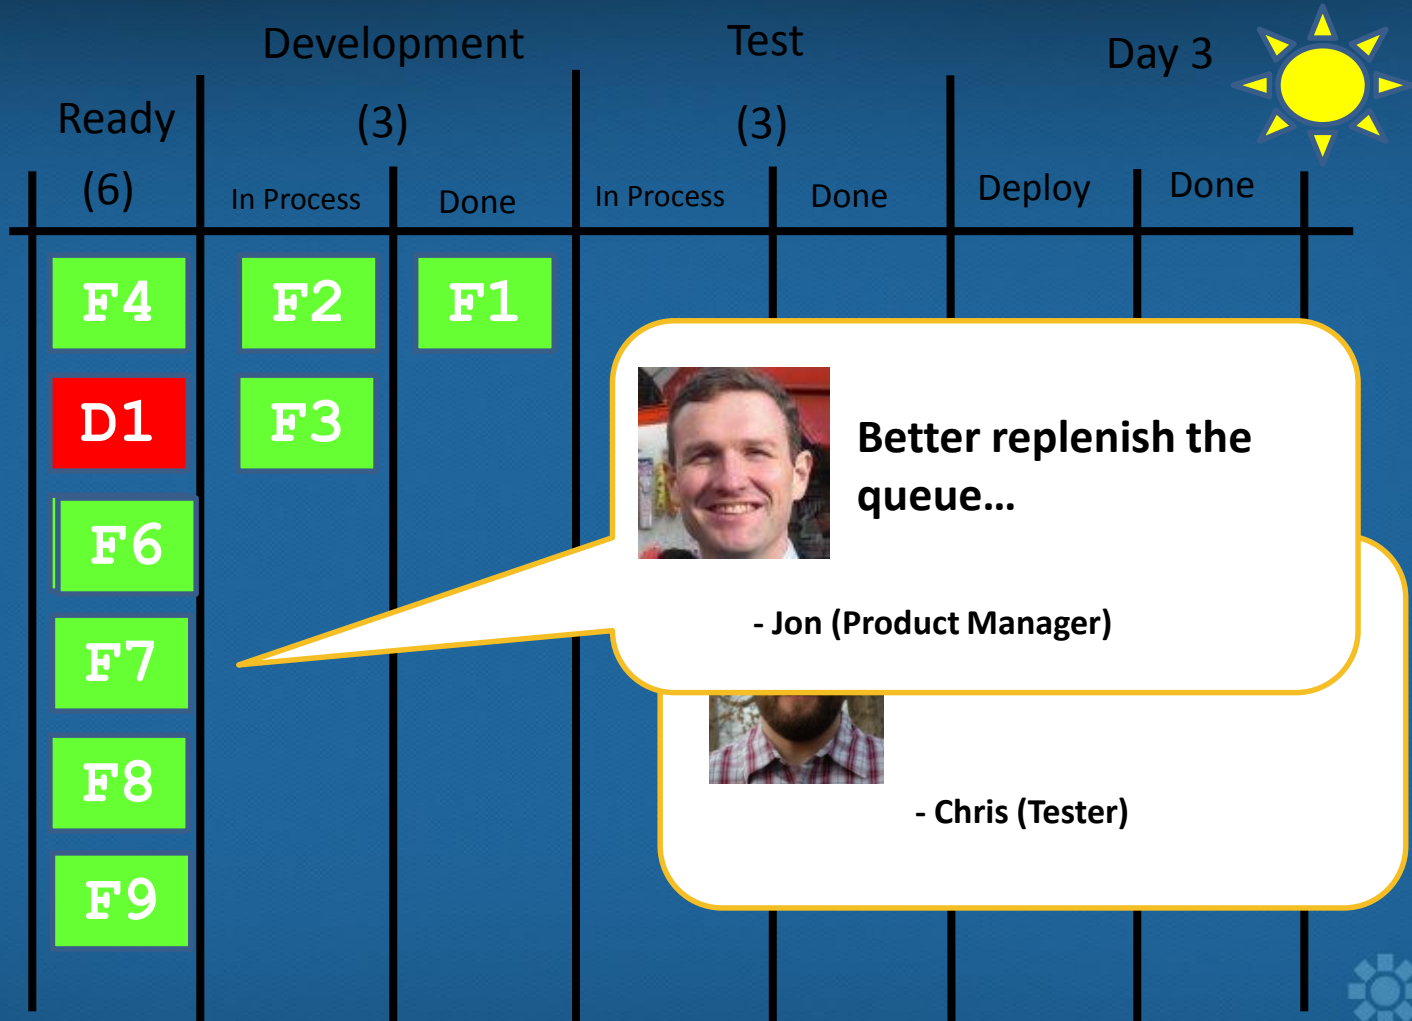 Development
Test
Day 3
Ready
(3)
(3)
(6)
In Process
Done
In Process
Done
Deploy
Done
F4
F2
F1
D1
F3
F6
F7
F8
F9
Better replenish the
queue…
- Jon (Product Manager)
- Chris (Tester)